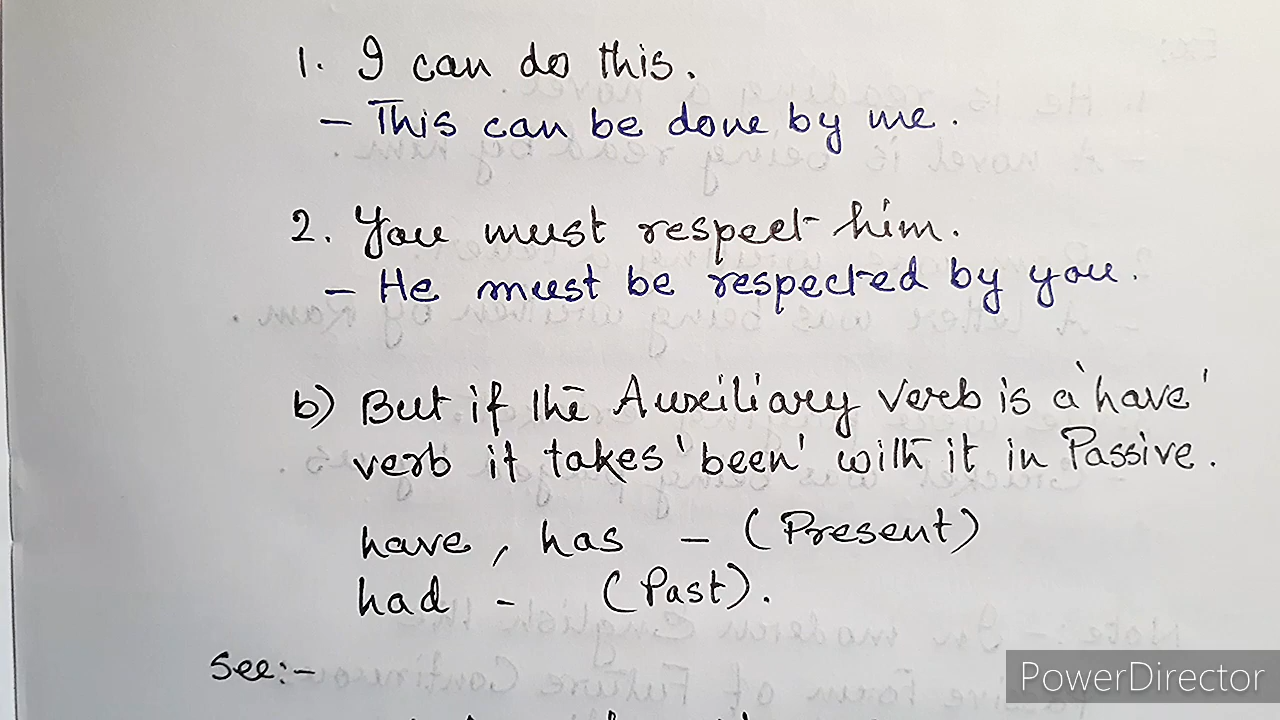 1. I can do this.
- This can be done by me.
2. You must respect him.
- He must be respected by you.
b) But if the Auxiliary Verb is a 'have'
verb it takes 'been' with it in Passive.
have, has - (Present)
had - (Past).
See:-
PowerDirector